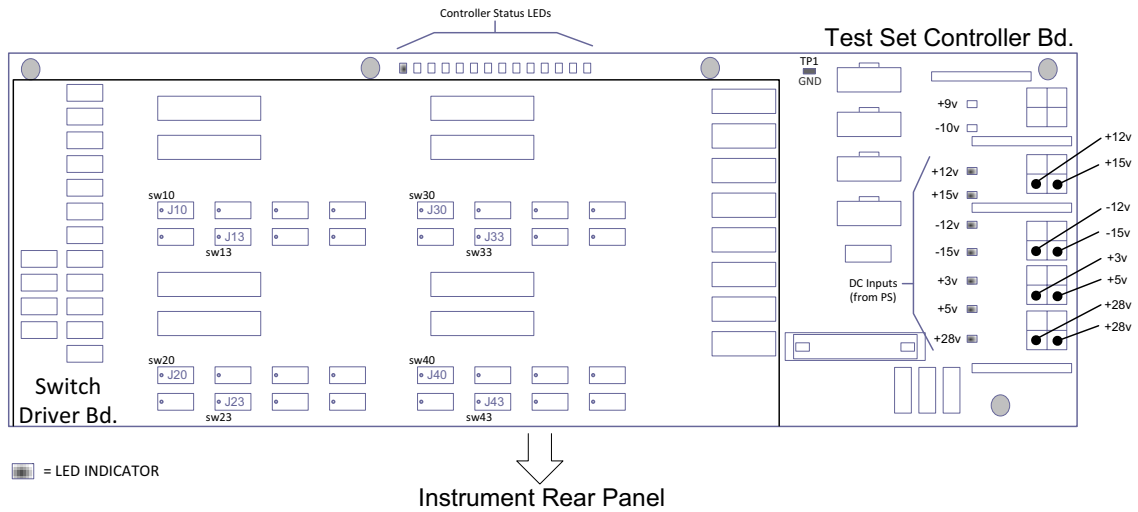 Controller Status LEDs
Test Set Controller Bd.
TP1
GND
+9v
-10v
+12v
+15v
-12v
-15v
+3v
+5v
+28v
DC Inputs
(from PS)
+12v
+15v
-12v
-15v
+3v
+5v
+28v
+28v
sw10
J10
J13
sw13
sw30
J30
J33
sw33
sw20
J20
J23
sw23
sw40
J40
J43
sw43
Switch
Driver Bd.
= LED INDICATOR
Instrument Rear Panel